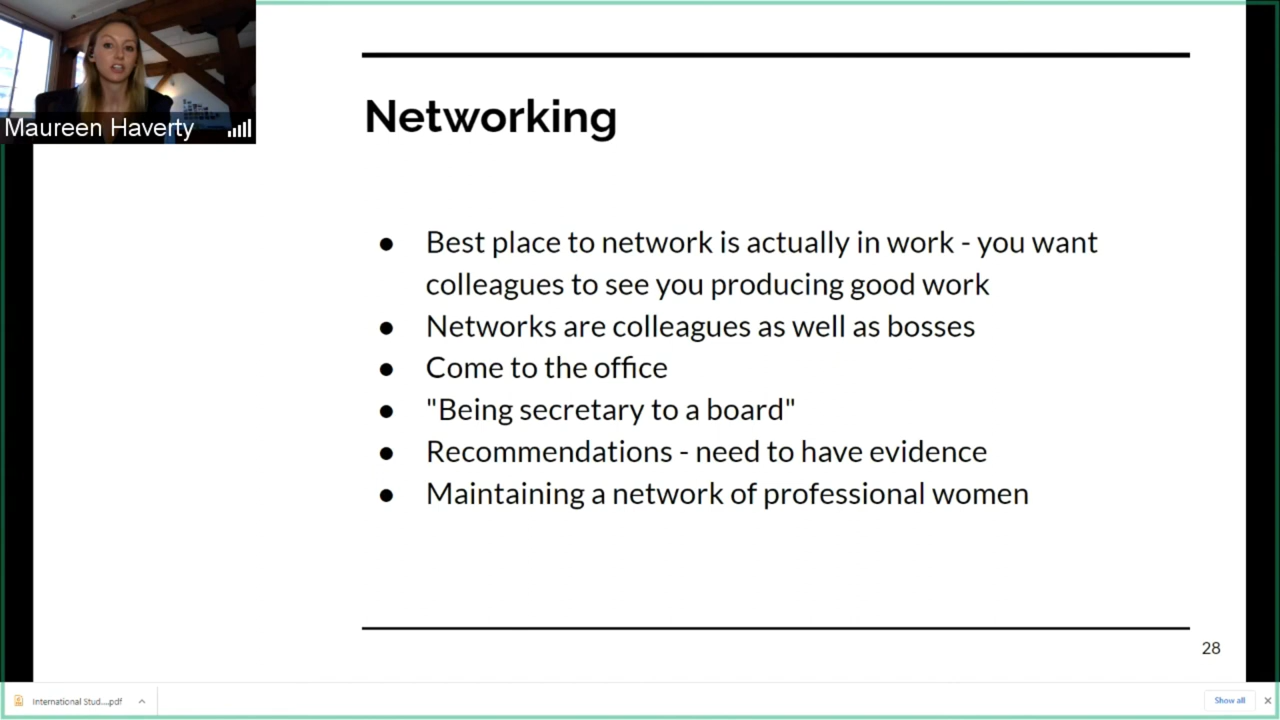 Maureen Haverty
Networking
● Best place to network is actually in work - you want
colleagues to see you producing good work
● Networks are colleagues as well as bosses
● Come to the office
● "Being secretary to a board"
● Recommendations - need to have evidence
● Maintaining a network of professional women
28
International Stud....pdf
Show all